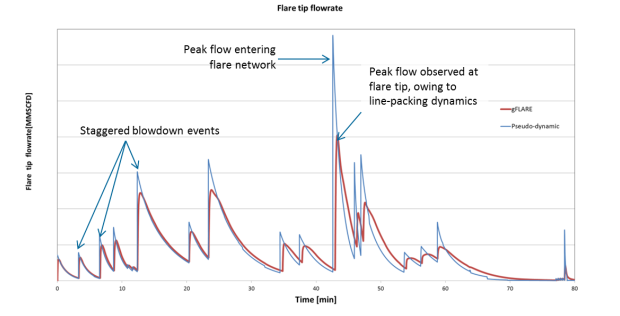 Flare tip flowrate
Peak flow entering
flare network
Peak flow observed at
flare tip, owing to
line-packing dynamics
Staggered blowdown events
gFLARE
Pseudo-dynamic
Flare tip flowrate[MMSCFD]
0 10 20 30 40 50 60 70 80
Time [min]